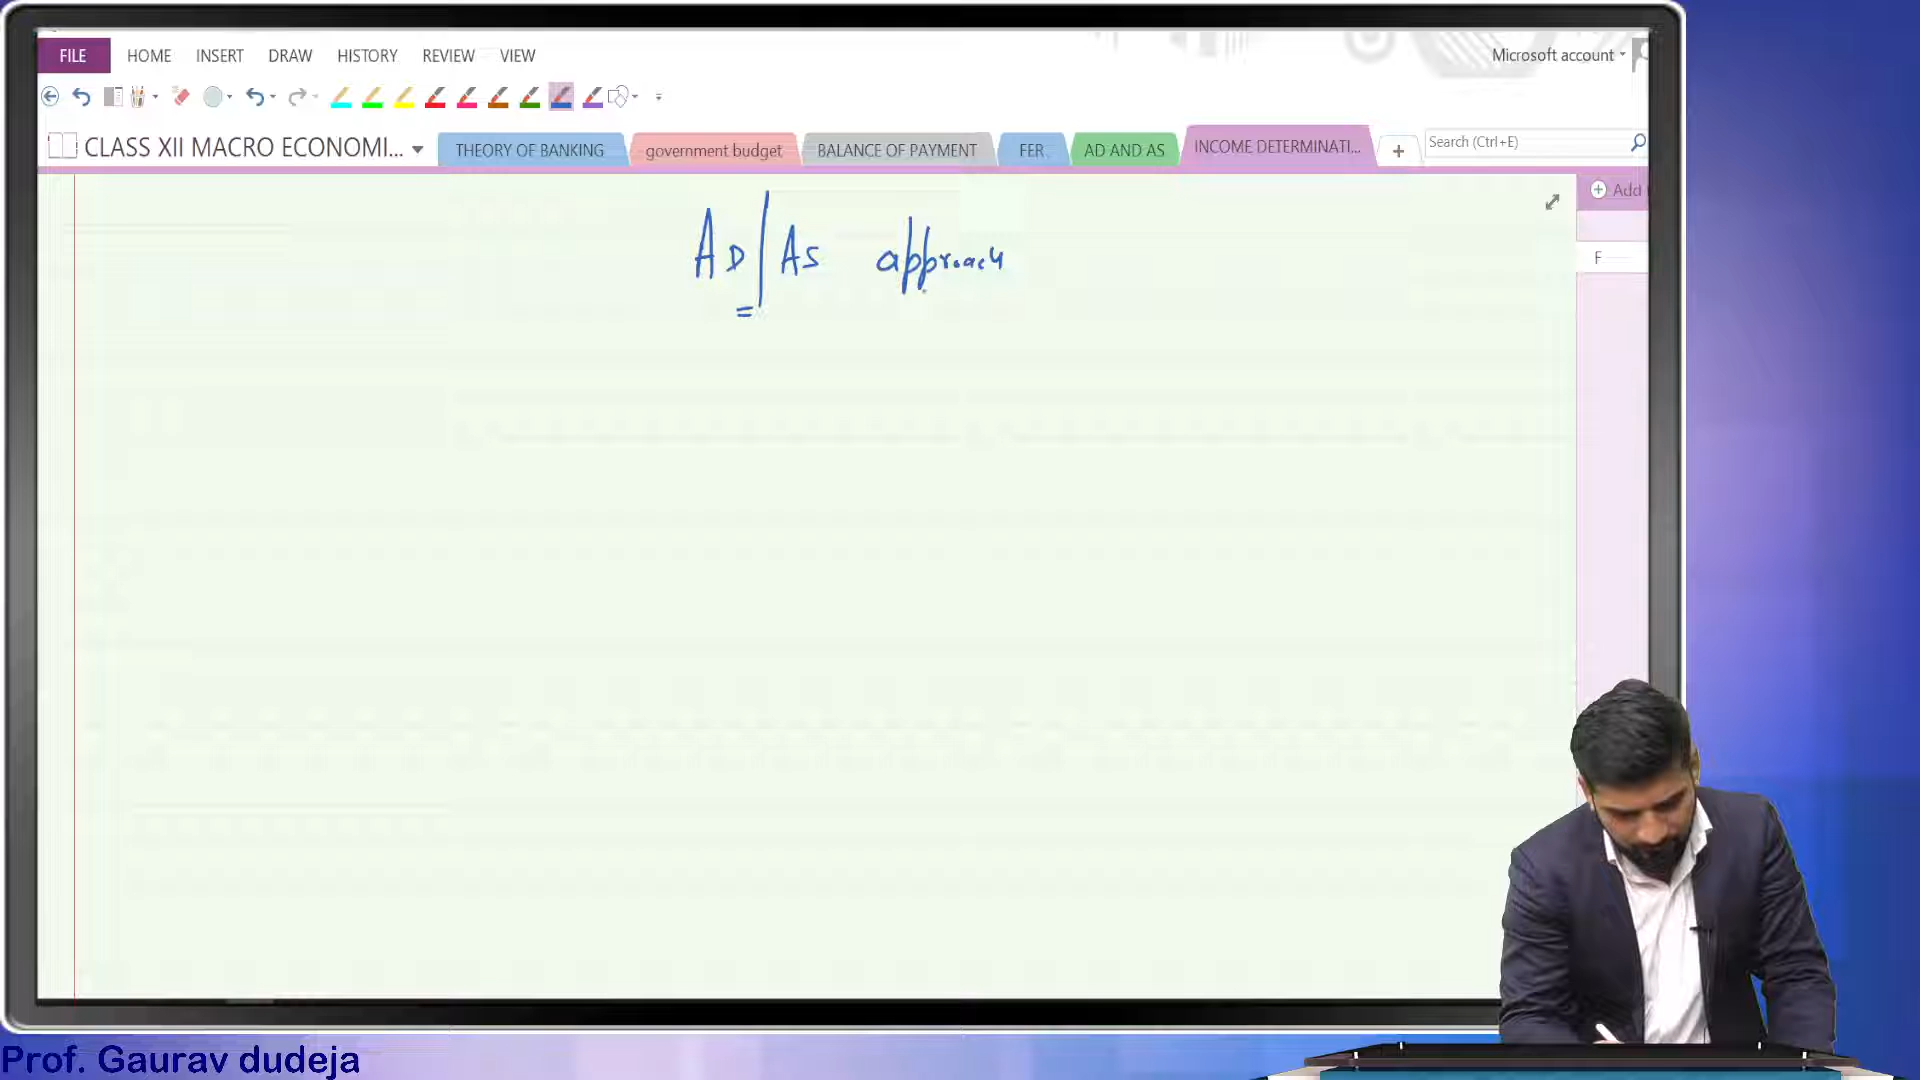 FILE HOME INSERT DRAW HISTORY REVIEW VIEW Microsoft account
CLASS XII MACRO ECONOMI... THEORY OF BANKING government budget BALANCE OF PAYMENT FER AD AND AS INCOME DETERMINATI... + Search (Ctrl+E)
Add
AD | AS approach
=
F
Prof. Gaurav dudeja